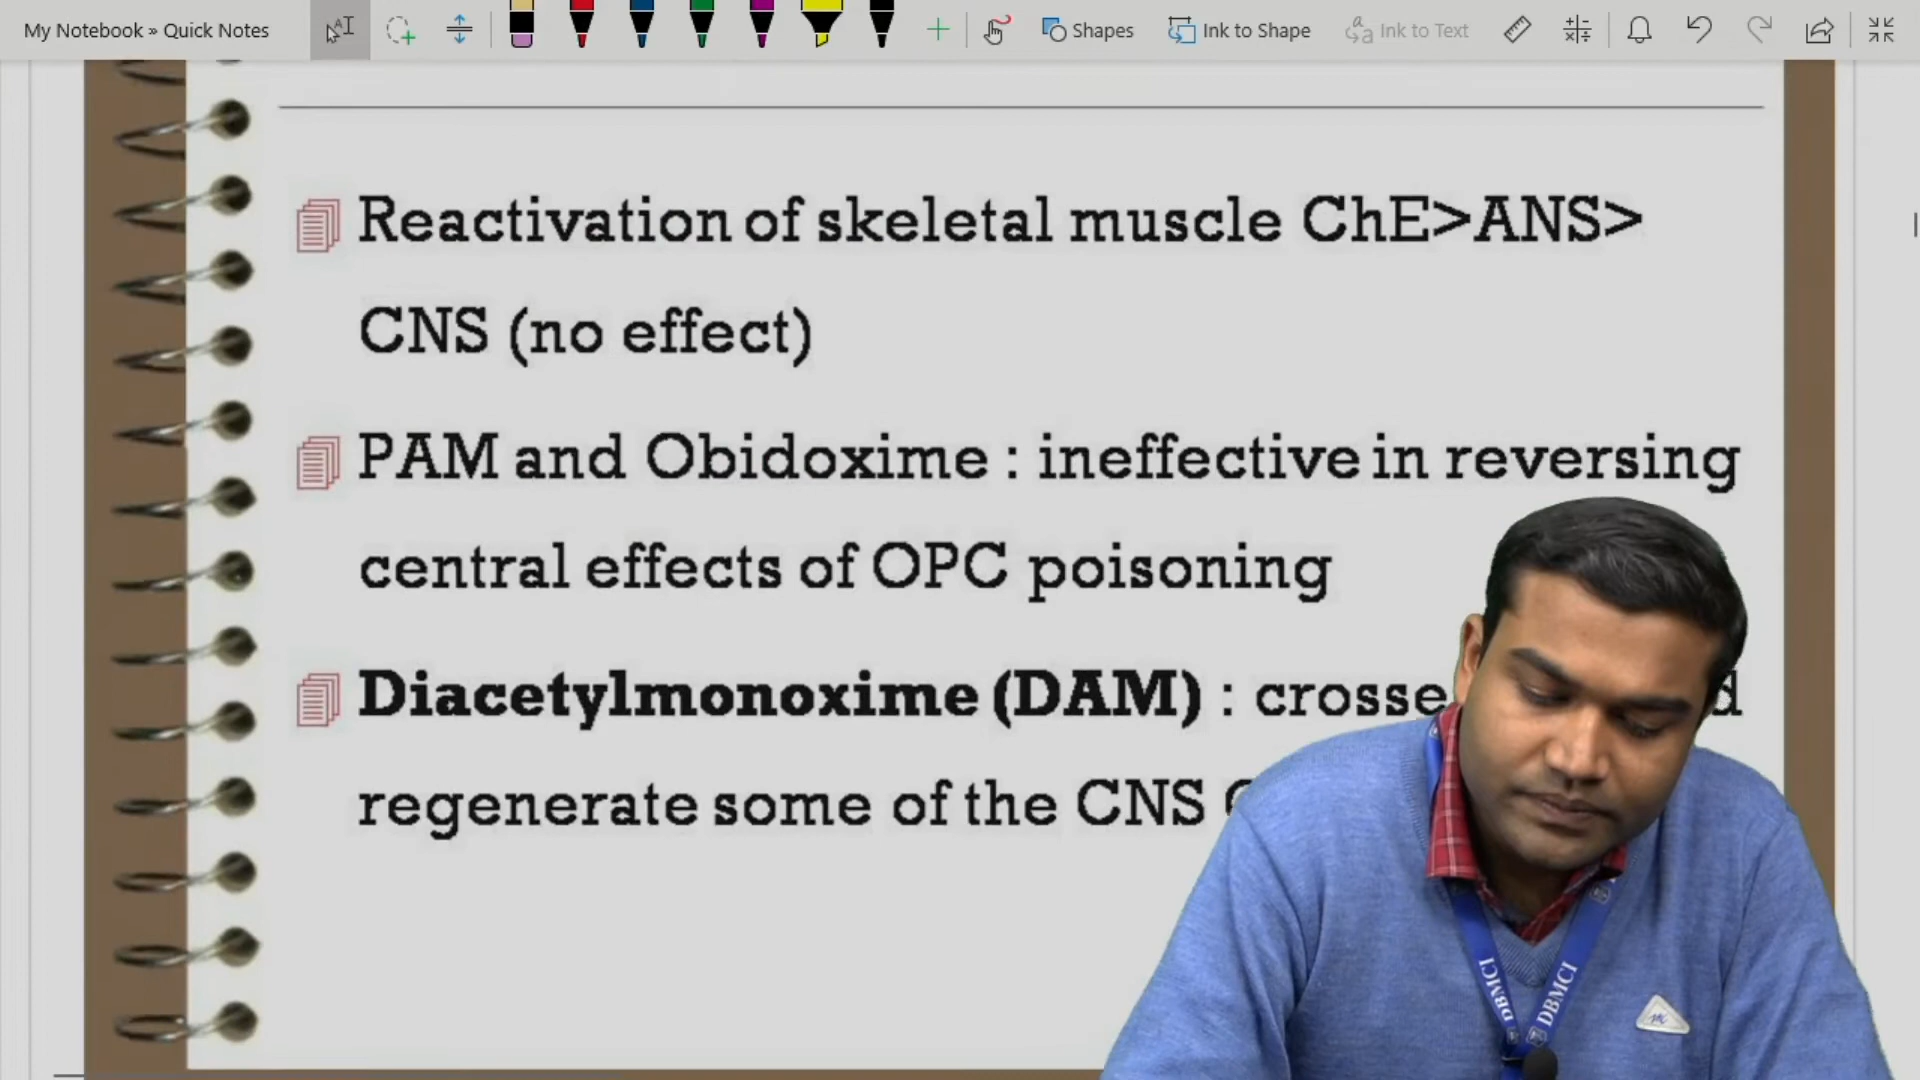 My Notebook » Quick Notes
Shapes
Ink to Shape
Ink to Text
Reactivation of skeletal muscle ChE>ANS>
CNS (no effect)
PAM and Obidoxime : ineffective in reversing
central effects of OPC poisoning
Diacetylmonoxime (DAM) :
regenerate some of the CNS
DBMCI
DBMCI